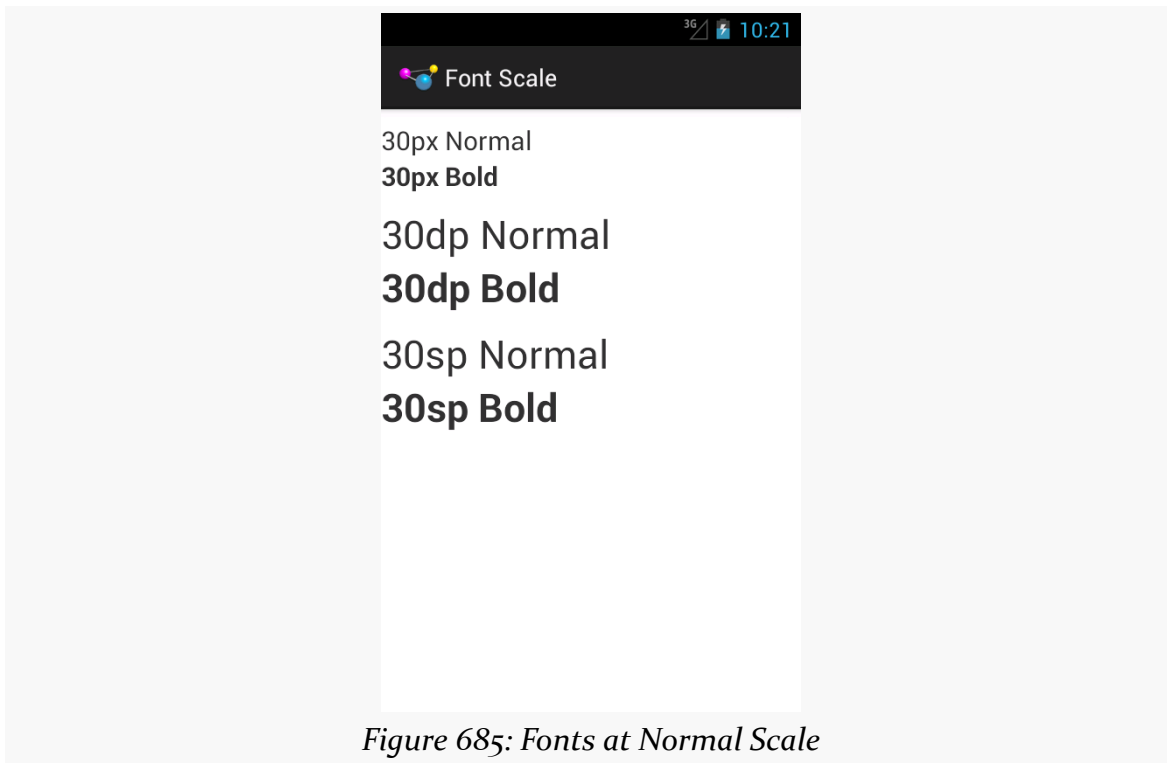 3G 10:21
Font Scale
30px Normal
30px Bold
30dp Normal
30dp Bold
30sp Normal
30sp Bold
Figure 685: Fonts at Normal Scale